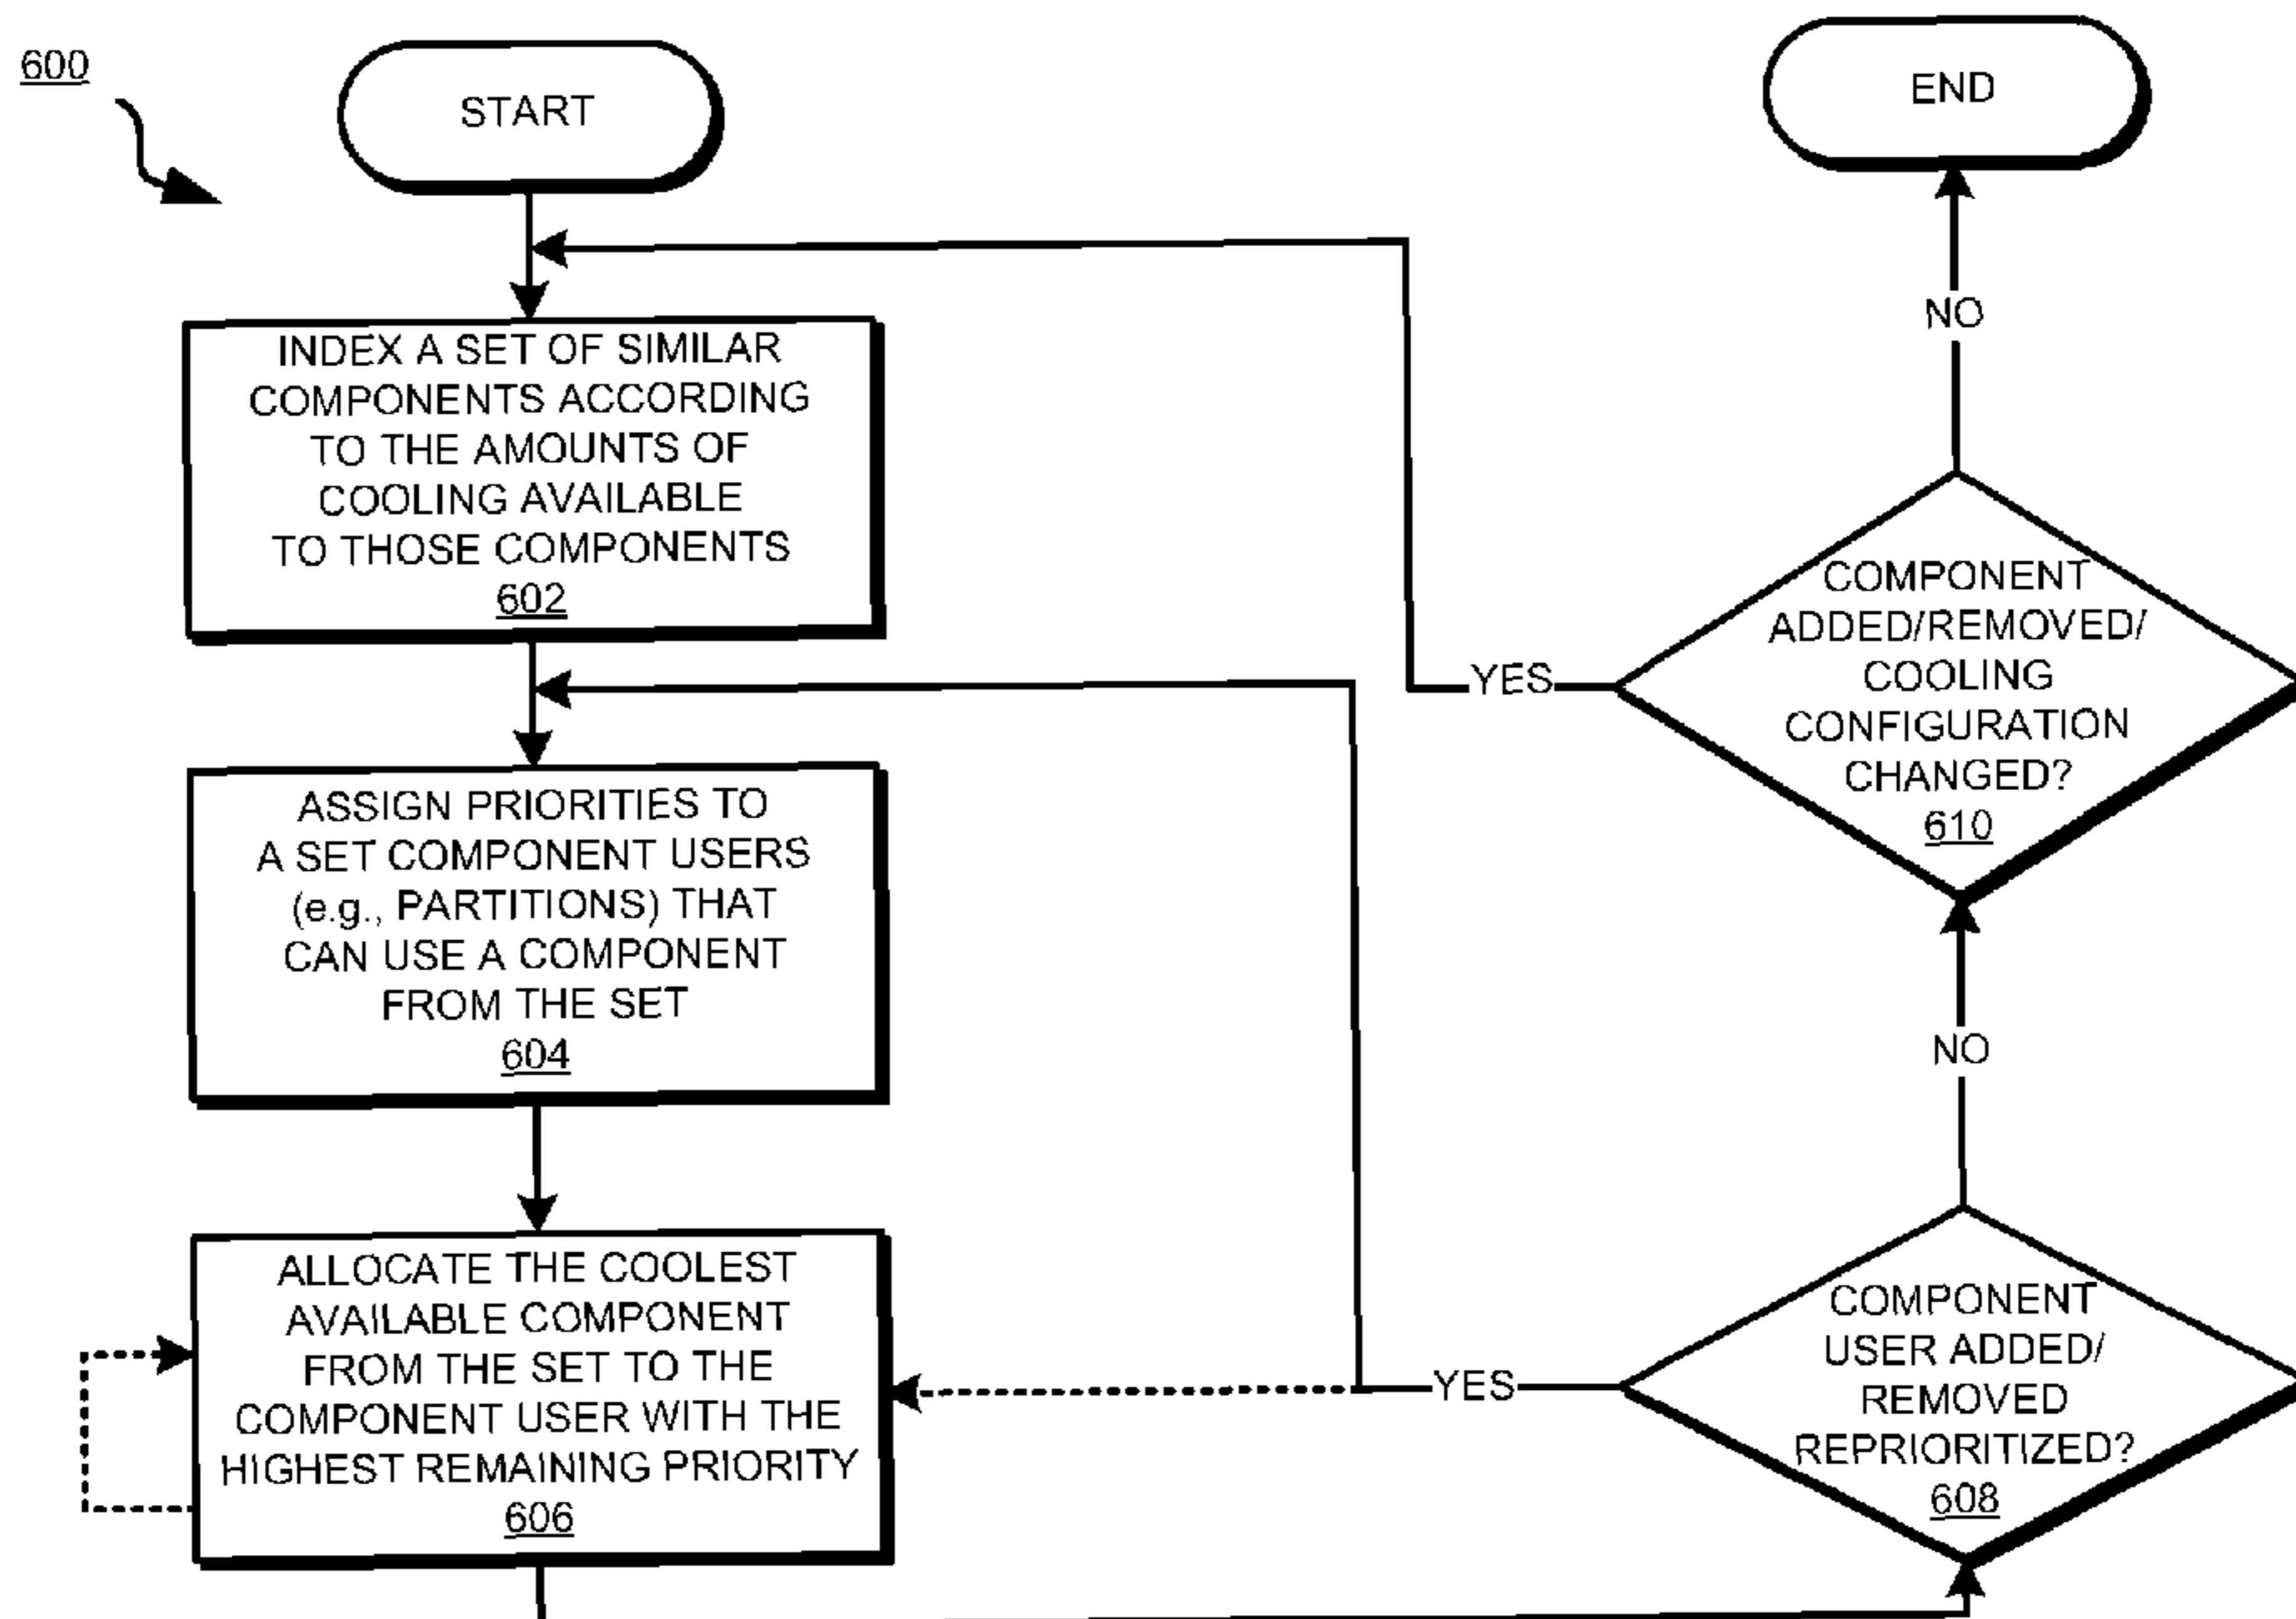 600
START
INDEX A SET OF SIMILAR
COMPONENTS ACCORDING
TO THE AMOUNTS OF
COOLING AVAILABLE
TO THOSE COMPONENTS
602
ASSIGN PRIORITIES TO
A SET COMPONENT USERS
(e.g., PARTITIONS) THAT
CAN USE A COMPONENT
FROM THE SET
604
ALLOCATE THE COOLEST
AVAILABLE COMPONENT
FROM THE SET TO THE
COMPONENT USER WITH THE
HIGHEST REMAINING PRIORITY
606
COMPONENT
USER ADDED/
REMOVED
REPRIORITIZED?
608
YES
NO
COMPONENT
ADDED/REMOVED/
COOLING
CONFIGURATION
CHANGED?
610
YES
NO
END